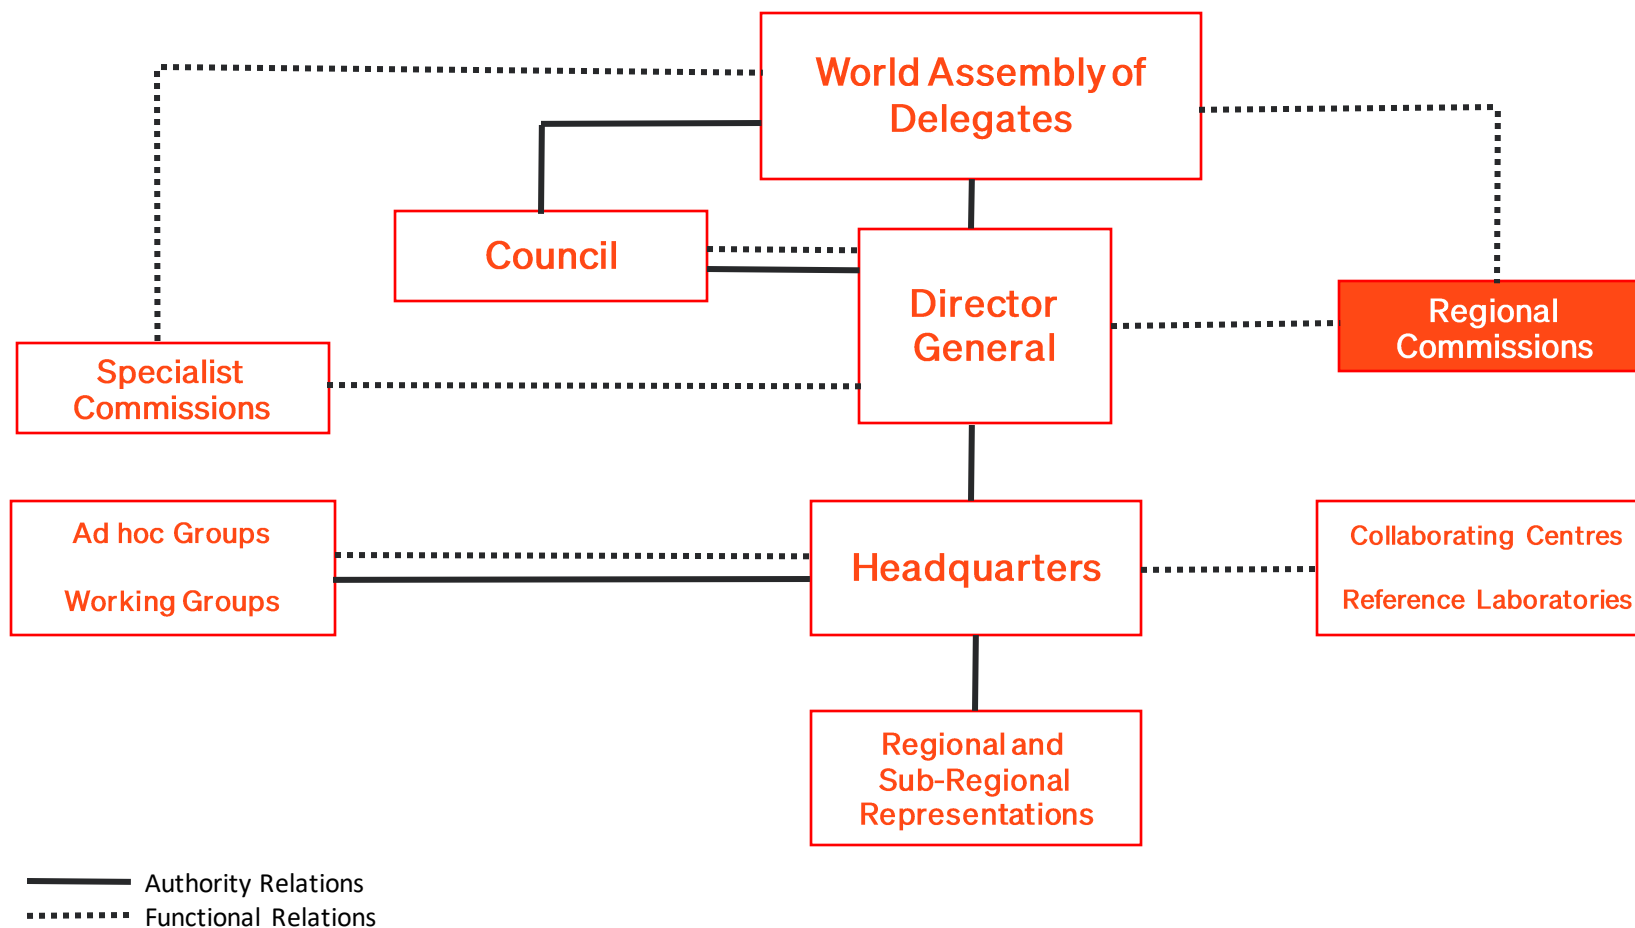 World Assembly of
Delegates
Council
Director
General
Regional
Commissions
Specialist
Commissions
Ad hoc Groups
Working Groups
Headquarters
Collaborating Centres
Reference Laboratories
Regional and
Sub-Regional
Representations
Authority Relations
Functional Relations